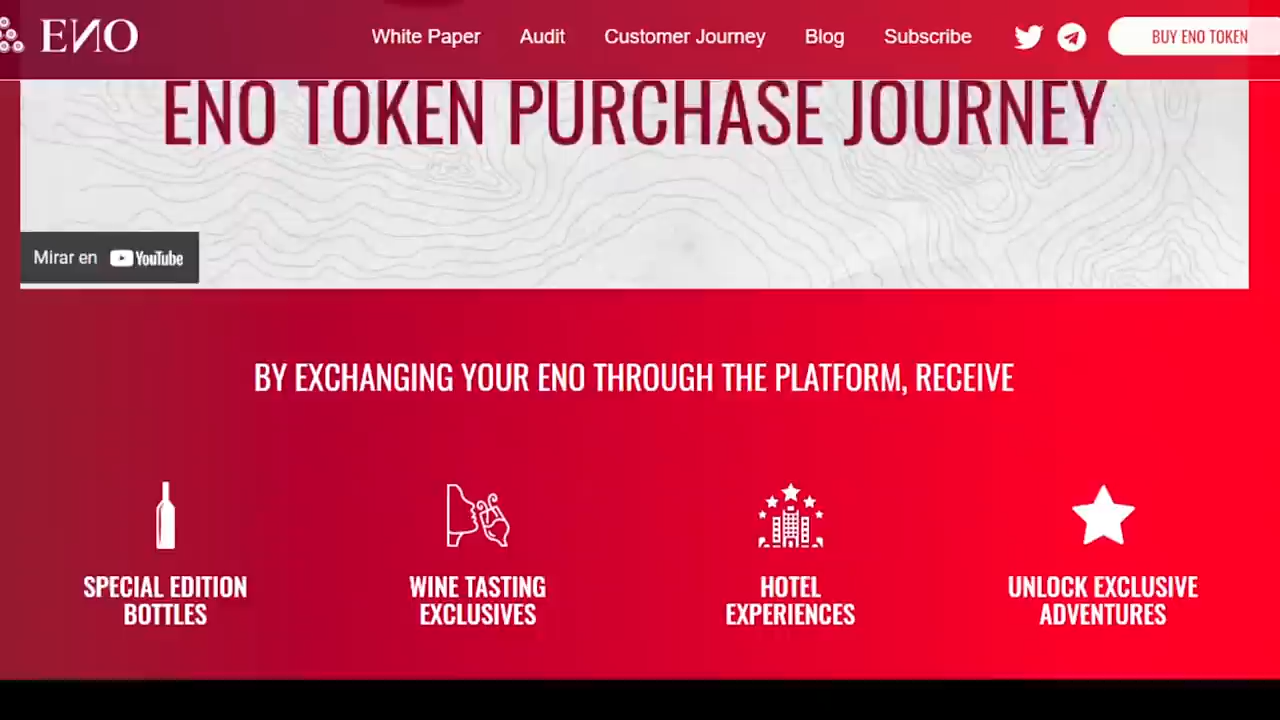 EИO
White Paper
Audit
Customer Journey
Blog
Subscribe
BUY ENO TOKEN
ENO TOKEN PURCHASE JOURNEY
Mirar en YouTube
BY EXCHANGING YOUR ENO THROUGH THE PLATFORM, RECEIVE
SPECIAL EDITION
BOTTLES
WINE TASTING
EXCLUSIVES
HOTEL
EXPERIENCES
UNLOCK EXCLUSIVE
ADVENTURES